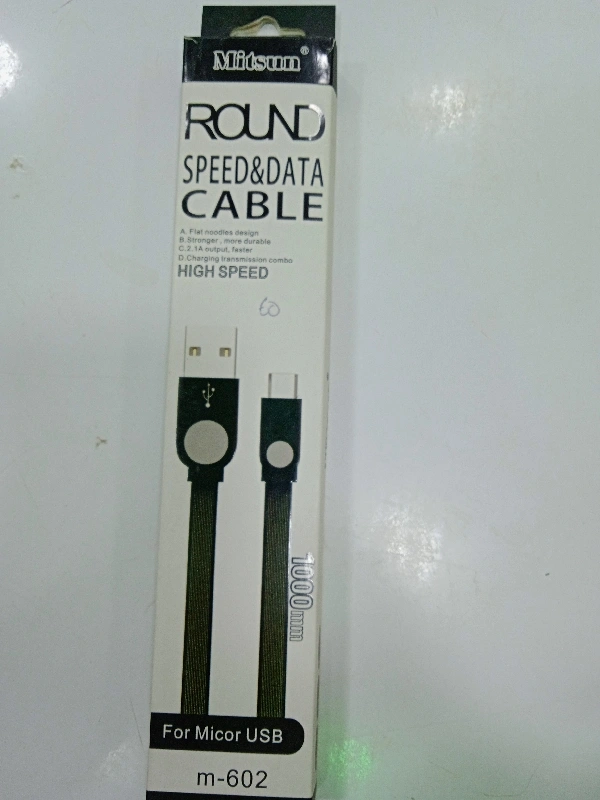 Mitsun®
ROUND
SPEED&DATA
CABLE
A. Flat noodles design
B.Stronger , more durable
C.2.1A output, faster
D.Charging transmission combo
HIGH SPEED
60
1000mm
For Micor USB
m-602